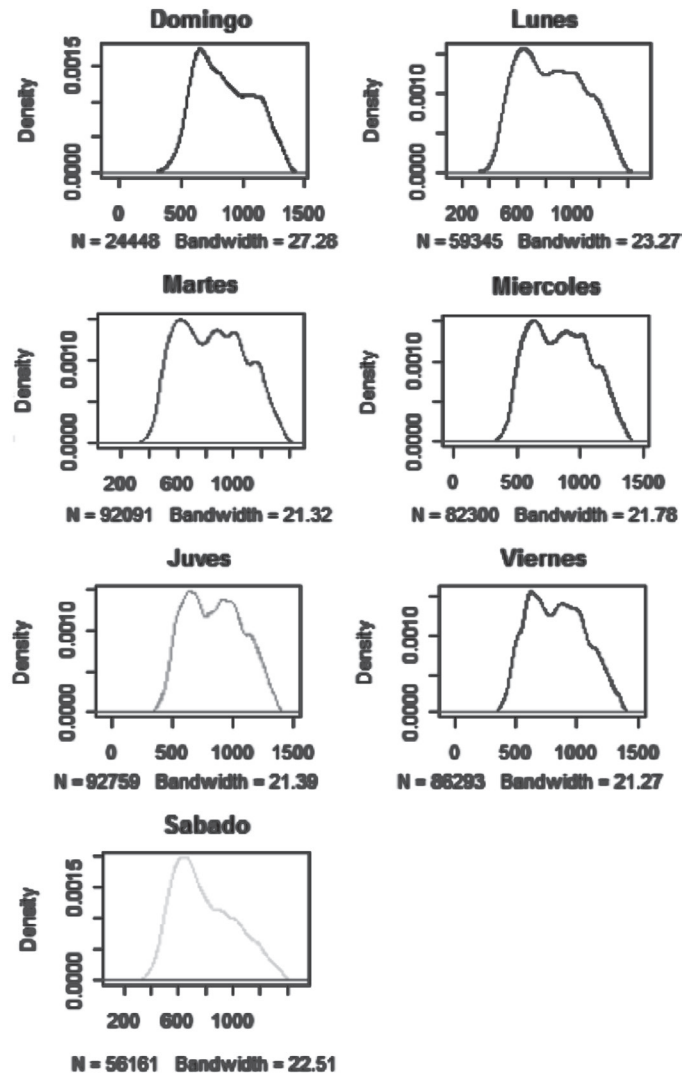 Domingo
Density
0.0015
0.0000
0 500 1000 1500
N = 24448 Bandwidth = 27.28
Lunes
Density
0.0010
0.0000
200 600 1000
N = 59345 Bandwidth = 23.27
Martes
Density
0.0010
0.0000
200 600 1000
N = 92091 Bandwidth = 21.32
Miercoles
Density
0.0010
0.0000
0 500 1000 1500
N = 82300 Bandwidth = 21.78
Juves
Density
0.0010
0.0000
0 500 1000 1500
N = 92759 Bandwidth = 21.39
Viernes
Density
0.0010
0.0000
0 500 1000 1500
N = 86293 Bandwidth = 21.27
Sabado
Density
0.0015
0.0000
200 600 1000
N = 56161 Bandwidth = 22.51